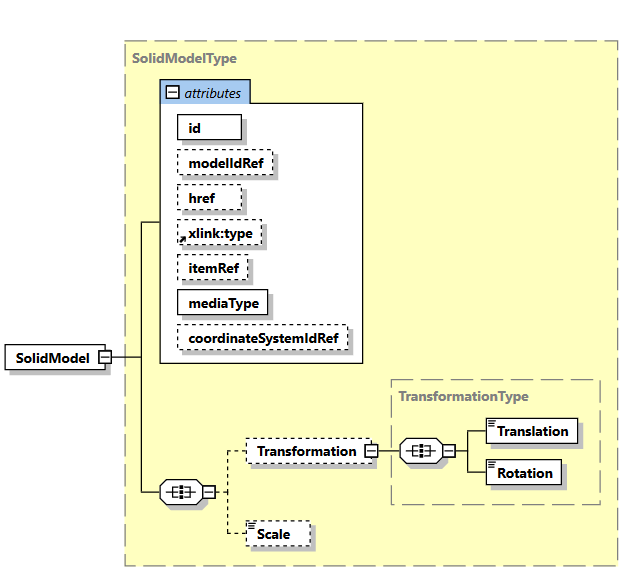 SolidModelType
attributes
id
modelIdRef
href
xlink:type
itemRef
mediaType
coordinateSystemIdRef
SolidModel
TransformationType
Translation
Transformation
Rotation
Scale